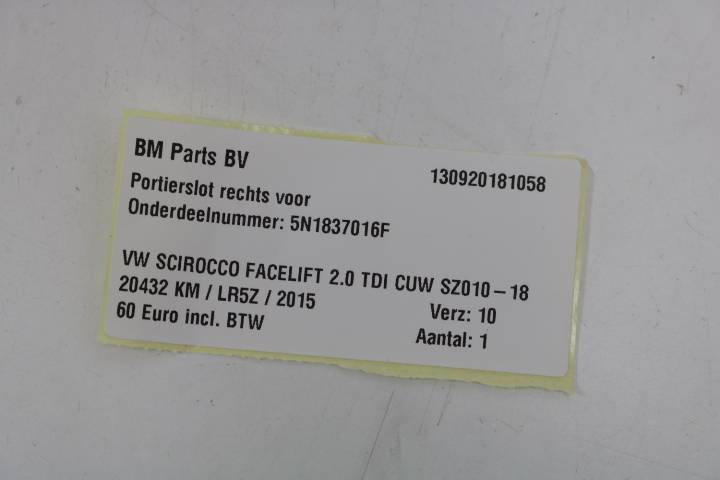 BM Parts BV 130920181058
Portierslot rechts voor
Onderdeelnummer: 5N1837016F
VW SCIROCCO FACELIFT 2.0 TDI CUW SZ010-18
20432 KM / LR5Z / 2015 Verz: 10
60 Euro incl. BTW Aantal: 1